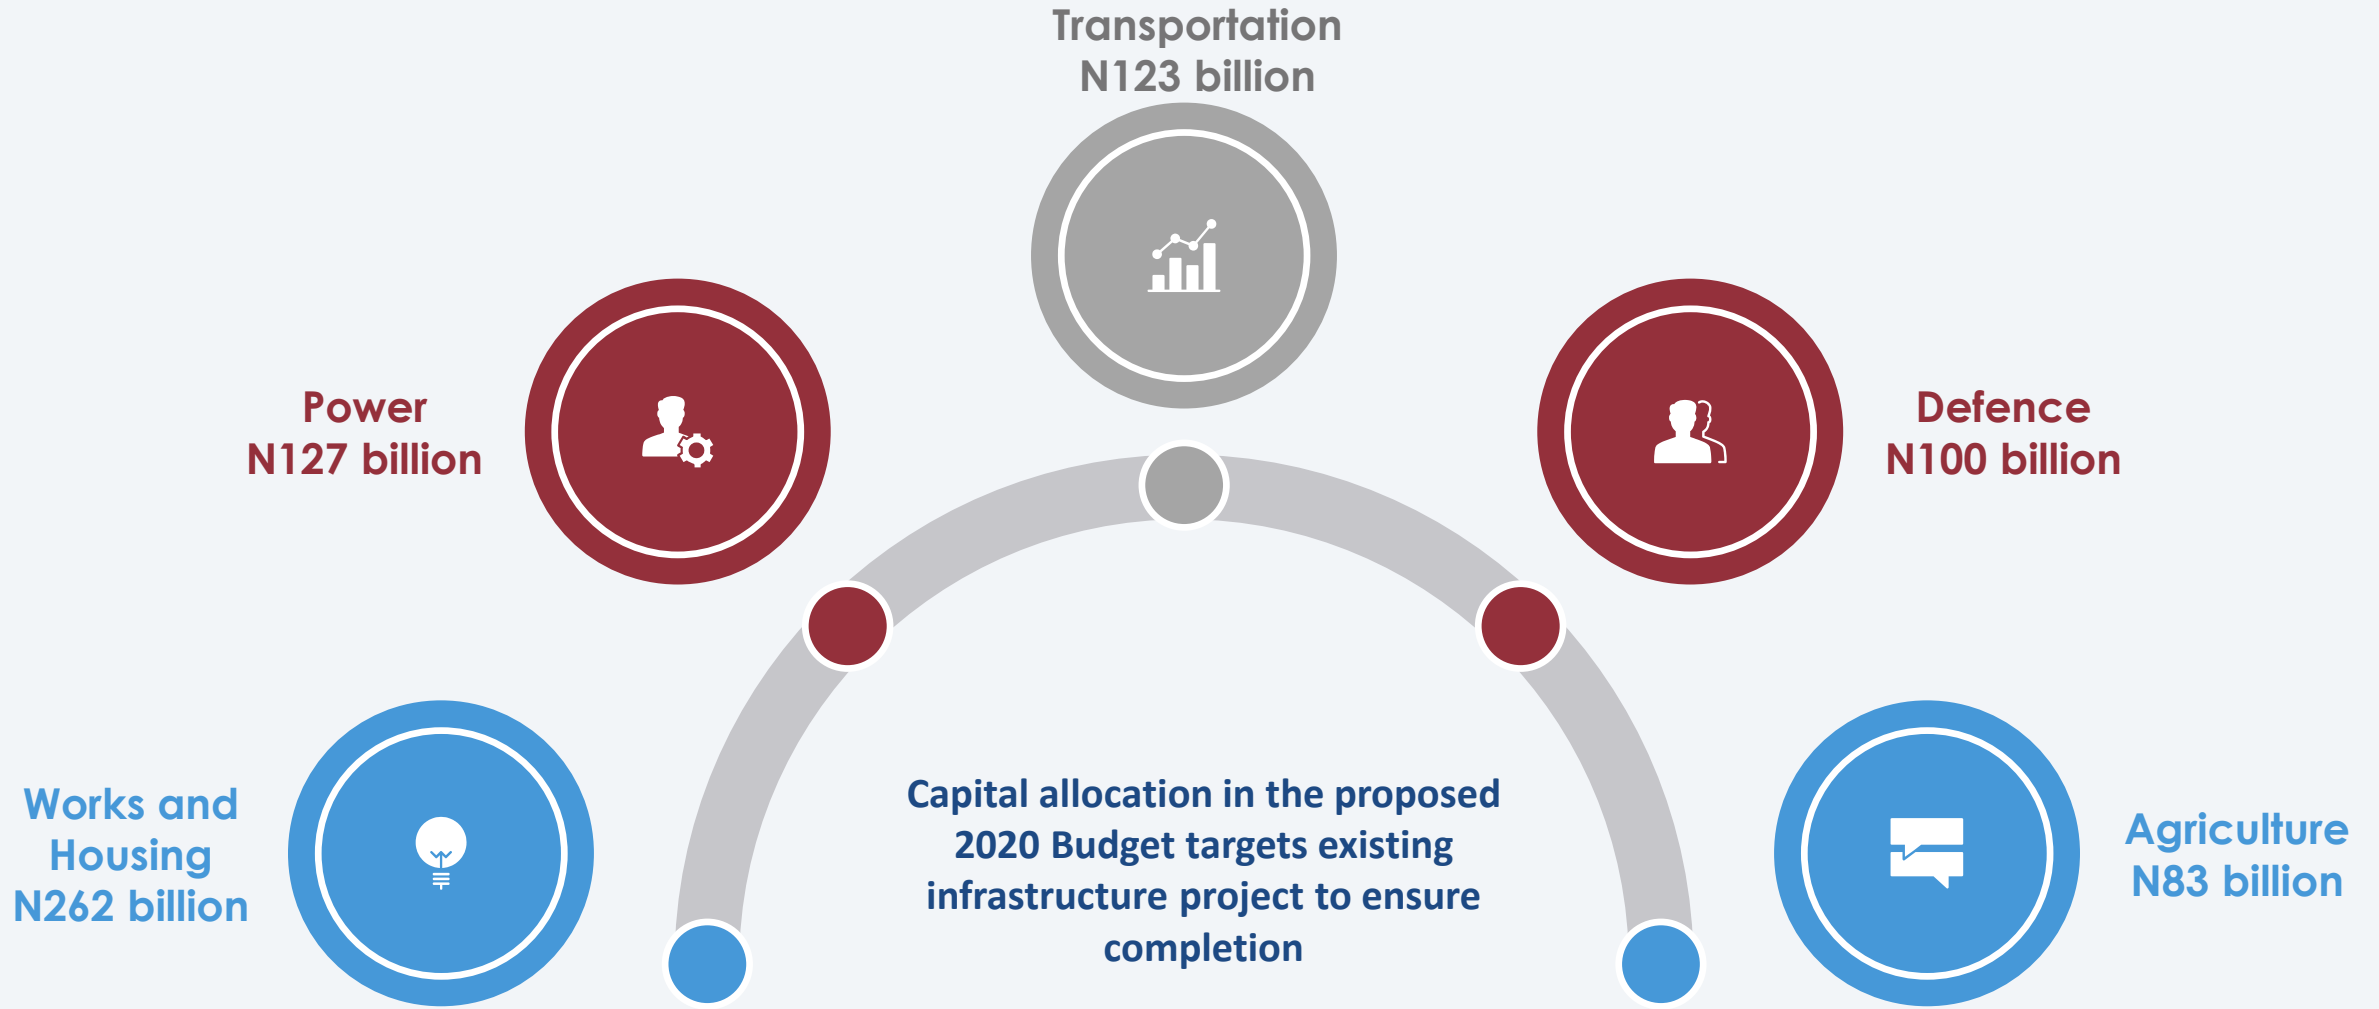 Transportation
N123 billion
Power
N127 billion
Defence
N100 billion
Works and
Housing
N262 billion
Capital allocation in the proposed
2020 Budget targets existing
infrastructure project to ensure
completion
Agriculture
N83 billion